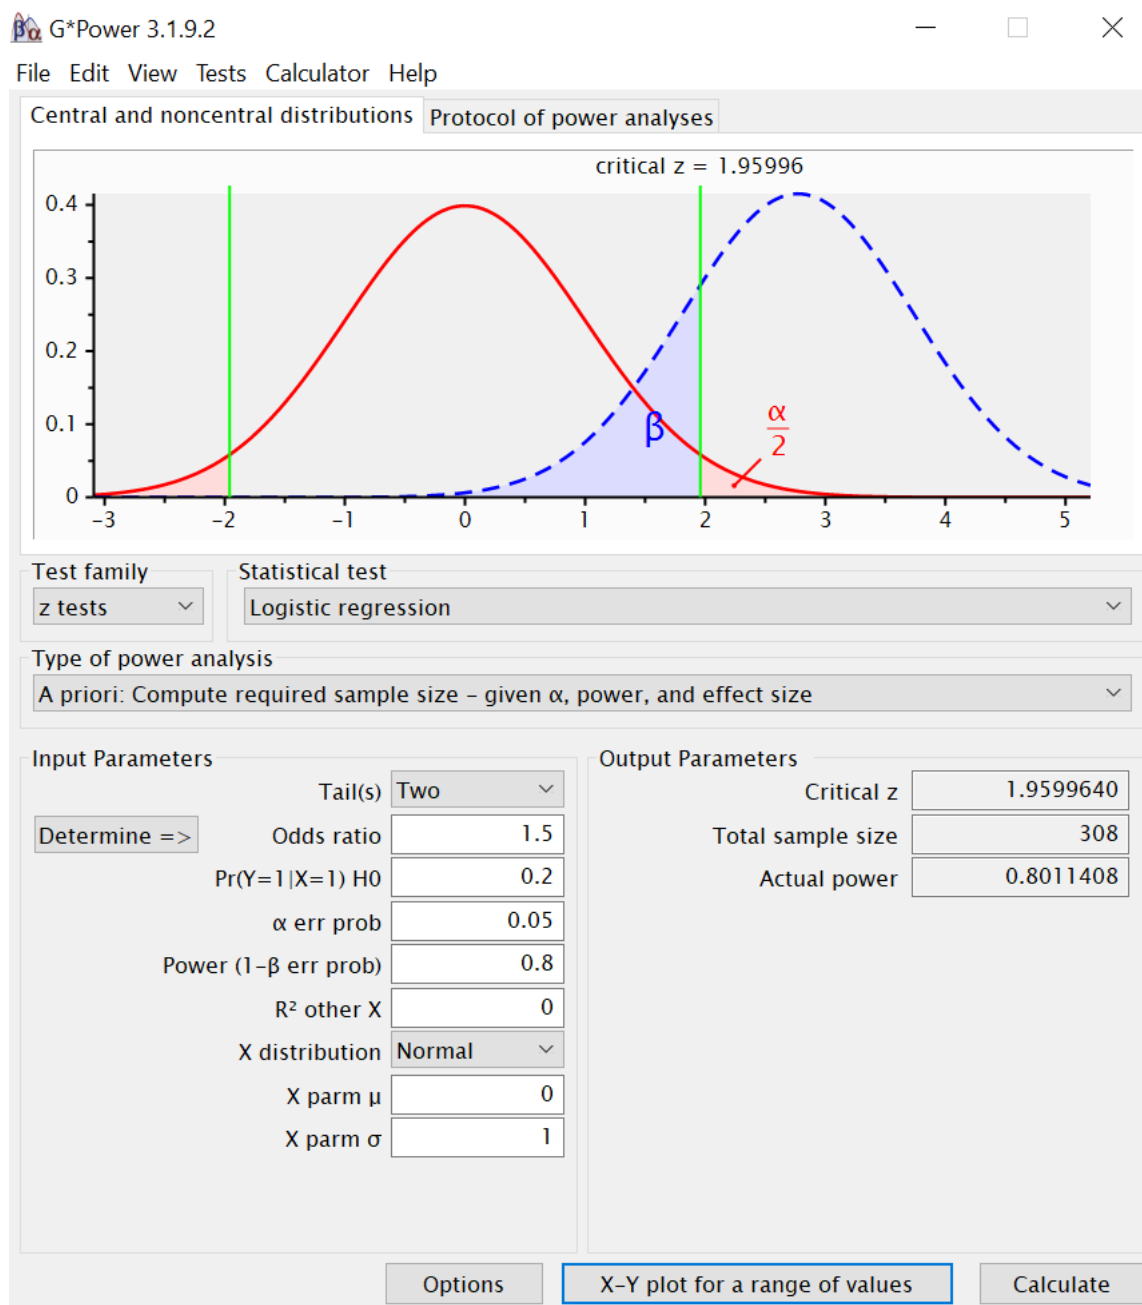 βα G*Power 3.1.9.2
File Edit View Tests Calculator Help
Central and noncentral distributions Protocol of power analyses
critical z = 1.95996
0.4
0.3
0.2
0.1
0
β
α
2
-3 -2 -1 0 1 2 3 4 5
Test family Statistical test
z tests Logistic regression
Type of power analysis
A priori: Compute required sample size – given α, power, and effect size
Input Parameters Output Parameters
Tail(s) Two Critical z 1.9599640
Determine => Odds ratio 1.5 Total sample size 308
Pr(Y=1|X=1) H0 0.2 Actual power 0.8011408
α err prob 0.05
Power (1-β err prob) 0.8
R² other X 0
X distribution Normal
X parm μ 0
X parm σ 1
Options X-Y plot for a range of values Calculate